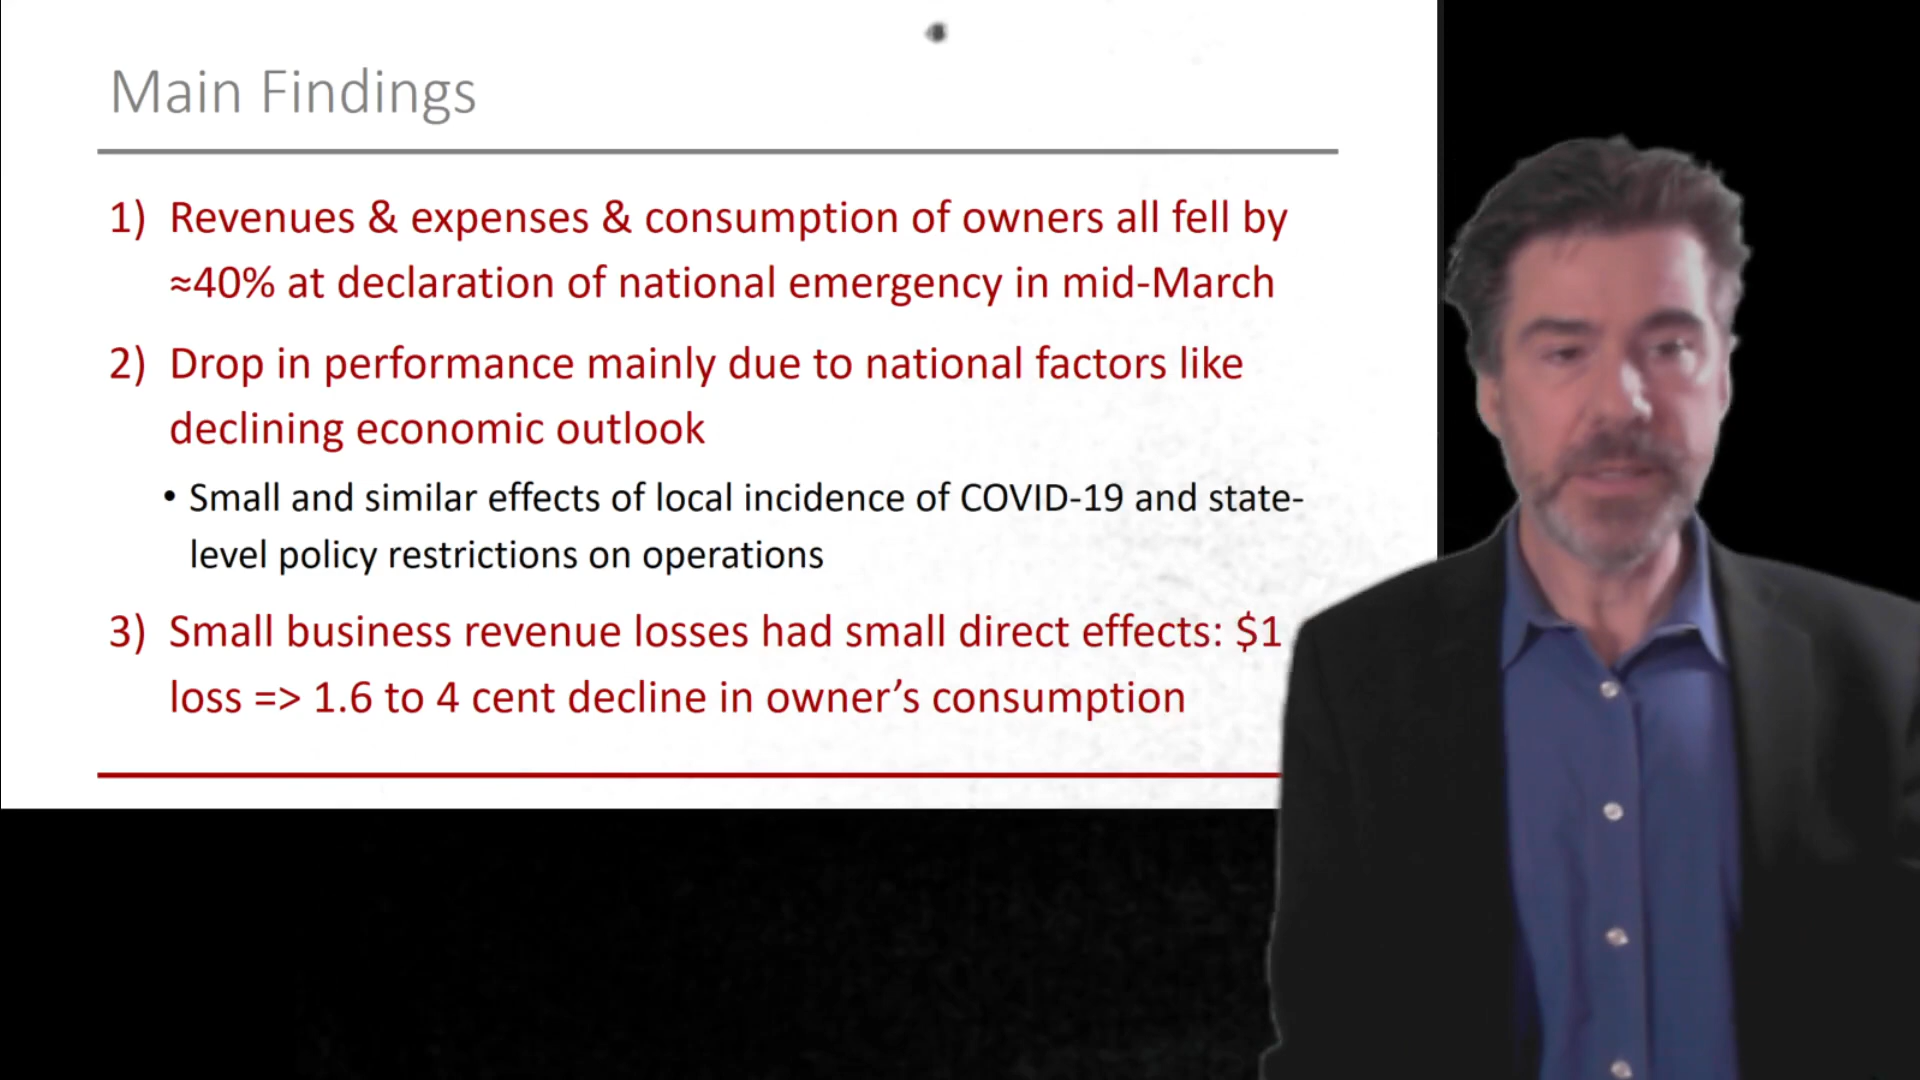 Main Findings
1) Revenues & expenses & consumption of owners all fell by
≈40% at declaration of national emergency in mid-March
2) Drop in performance mainly due to national factors like
declining economic outlook
• Small and similar effects of local incidence of COVID-19 and state-
level policy restrictions on operations
3) Small business revenue losses had small direct effects: $1
loss => 1.6 to 4 cent decline in owner’s consumption